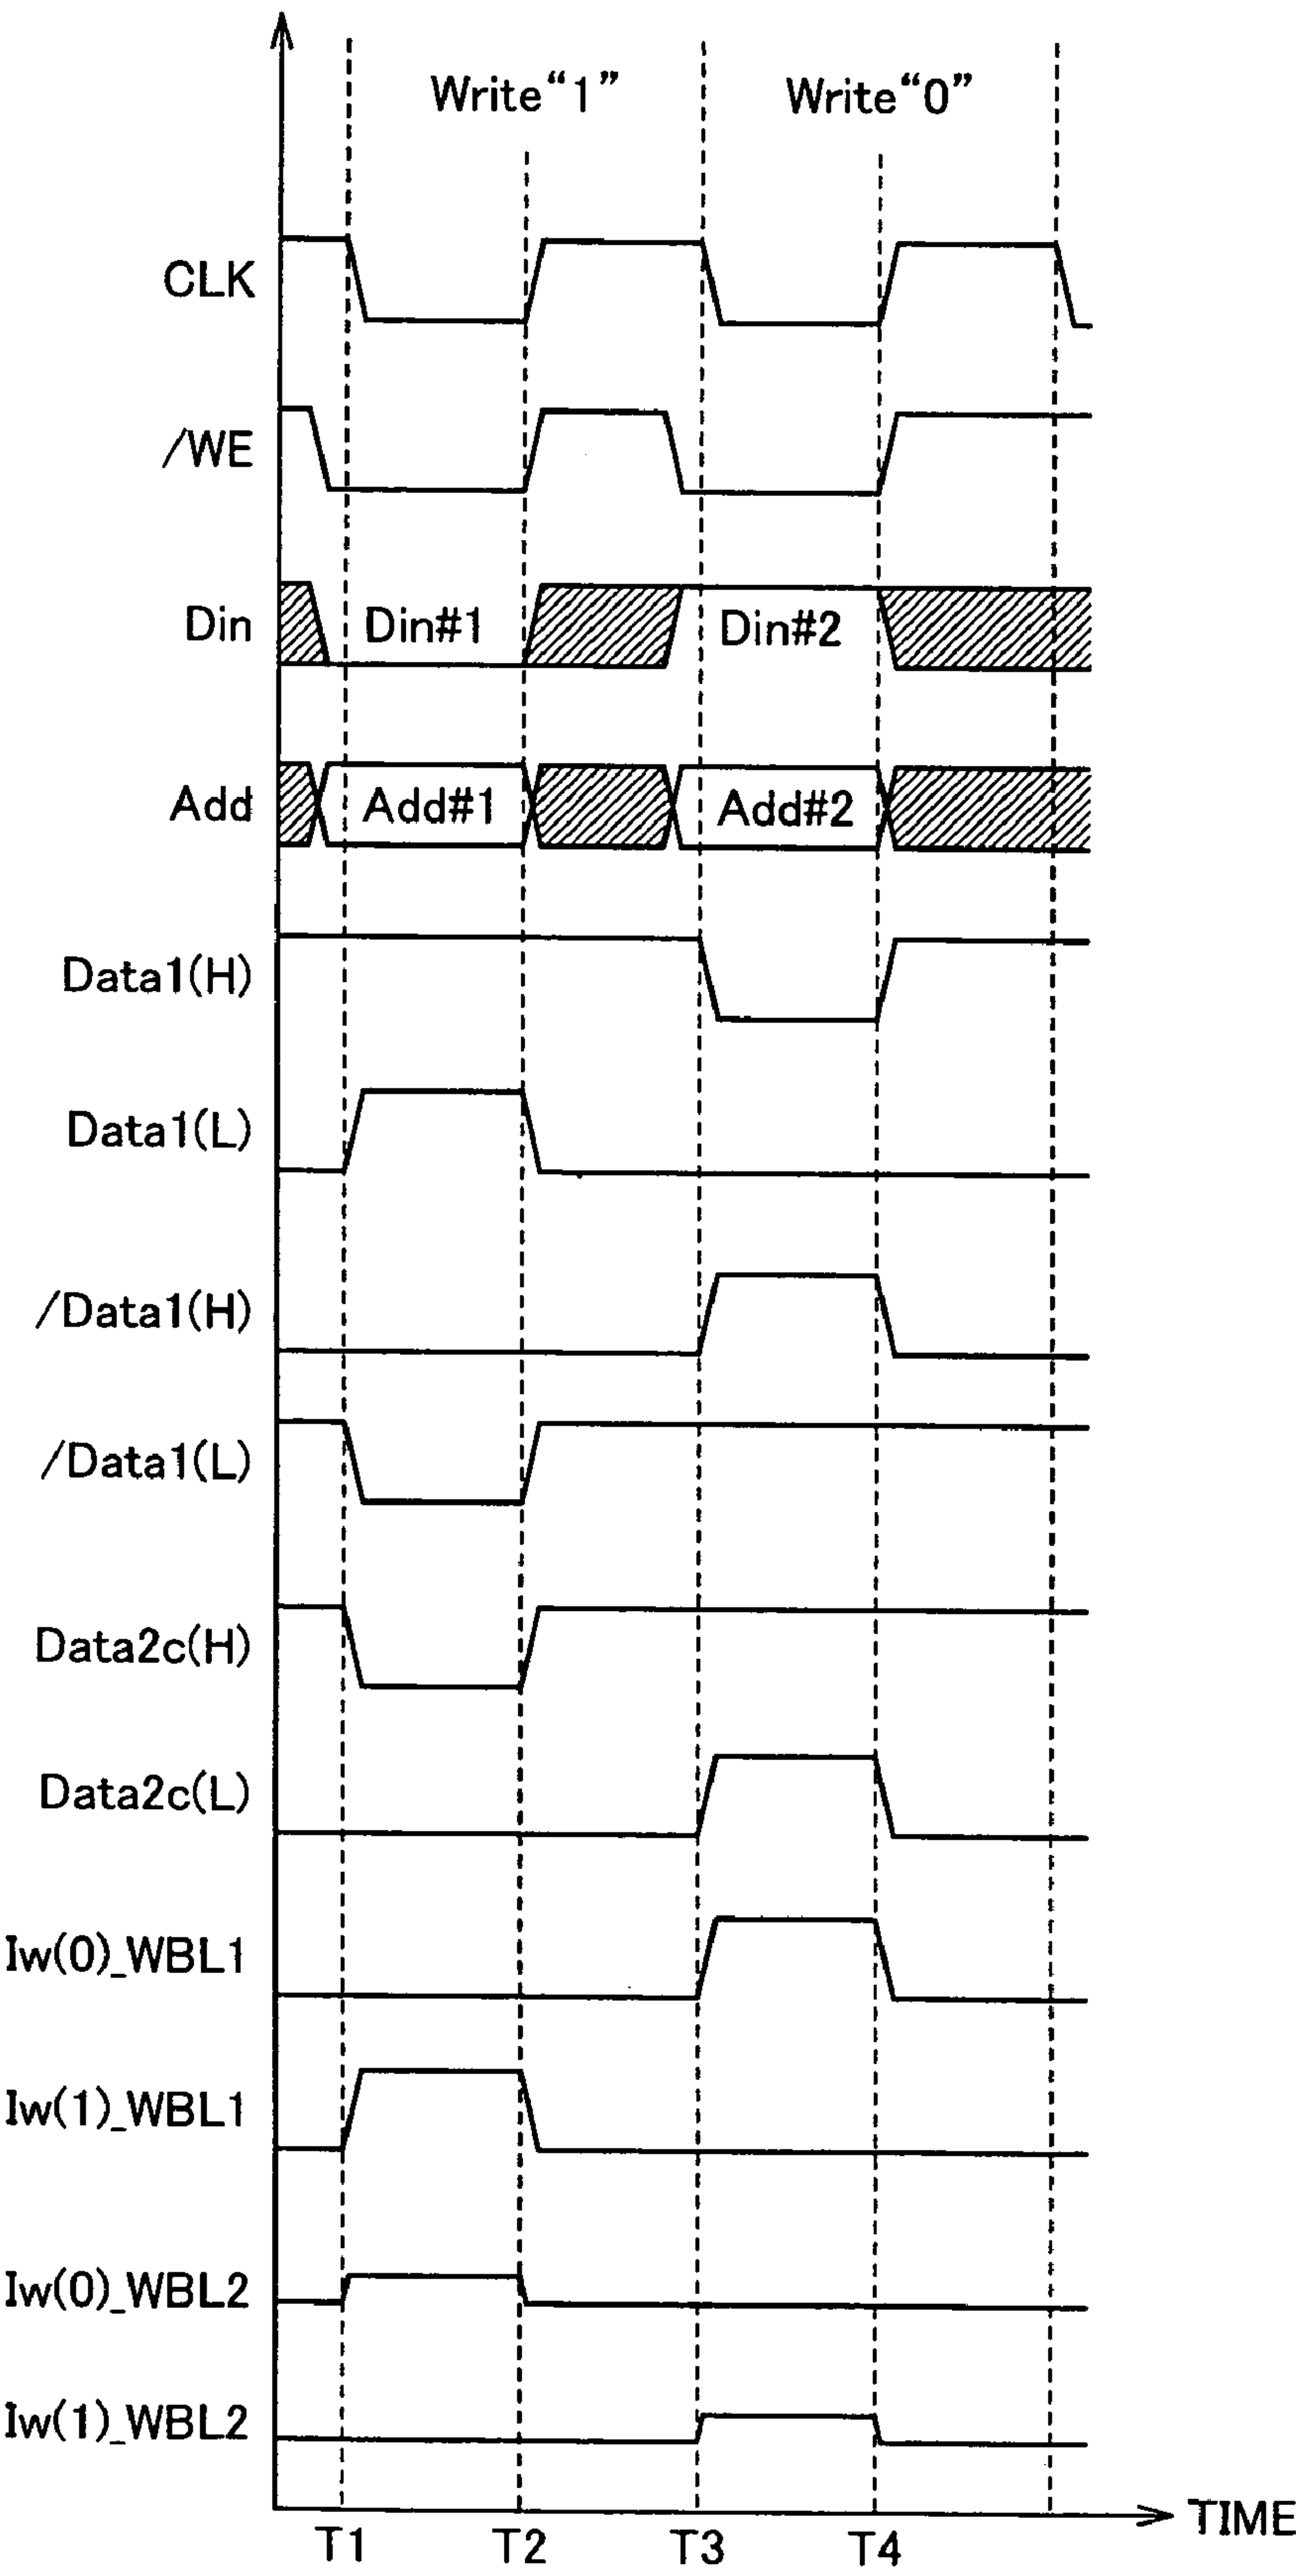 Write“1” Write“0”
CLK
/WE
Din Din#1 Din#2
Add Add#1 Add#2
Data1(H)
Data1(L)
/Data1(H)
/Data1(L)
Data2c(H)
Data2c(L)
Iw(0)_WBL1
Iw(1)_WBL1
Iw(0)_WBL2
Iw(1)_WBL2
TIME
T1 T2 T3 T4